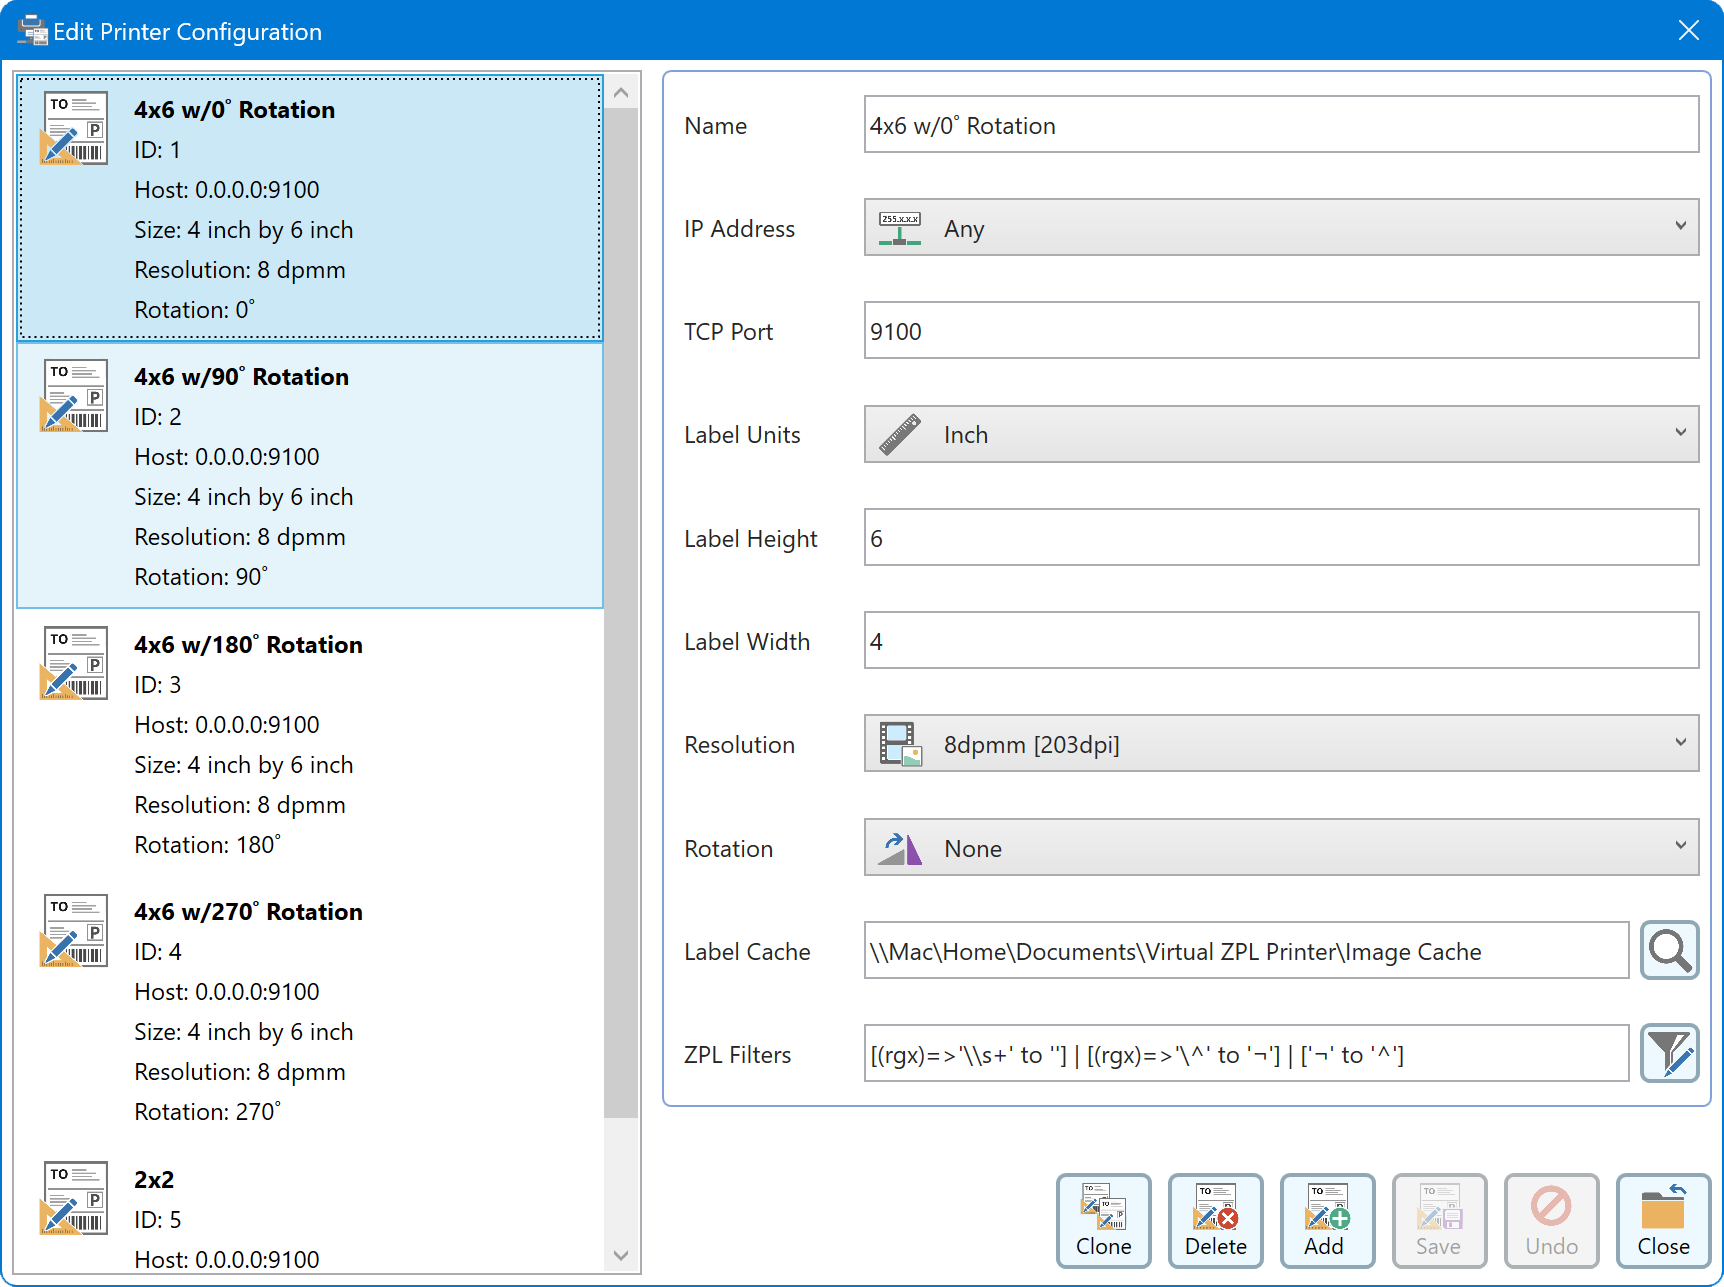 Edit Printer Configuration
4x6 w/0° Rotation
ID: 1
Host: 0.0.0.0:9100
Size: 4 inch by 6 inch
Resolution: 8 dpmm
Rotation: 0°
4x6 w/90° Rotation
ID: 2
Host: 0.0.0.0:9100
Size: 4 inch by 6 inch
Resolution: 8 dpmm
Rotation: 90°
4x6 w/180° Rotation
ID: 3
Host: 0.0.0.0:9100
Size: 4 inch by 6 inch
Resolution: 8 dpmm
Rotation: 180°
4x6 w/270° Rotation
ID: 4
Host: 0.0.0.0:9100
Size: 4 inch by 6 inch
Resolution: 8 dpmm
Rotation: 270°
2x2
ID: 5
Host: 0.0.0.0:9100
Name 4x6 w/0° Rotation
IP Address 255.x.x.x Any
TCP Port 9100
Label Units Inch
Label Height 6
Label Width 4
Resolution 8dpmm [203dpi]
Rotation None
Label Cache \\Mac\Home\Documents\Virtual ZPL Printer\Image Cache
ZPL Filters [(rgx)=>'\\s+' to ''] | [(rgx)=>'\^' to '¬'] | ['¬' to '^']
Clone Delete Add Save Undo Close